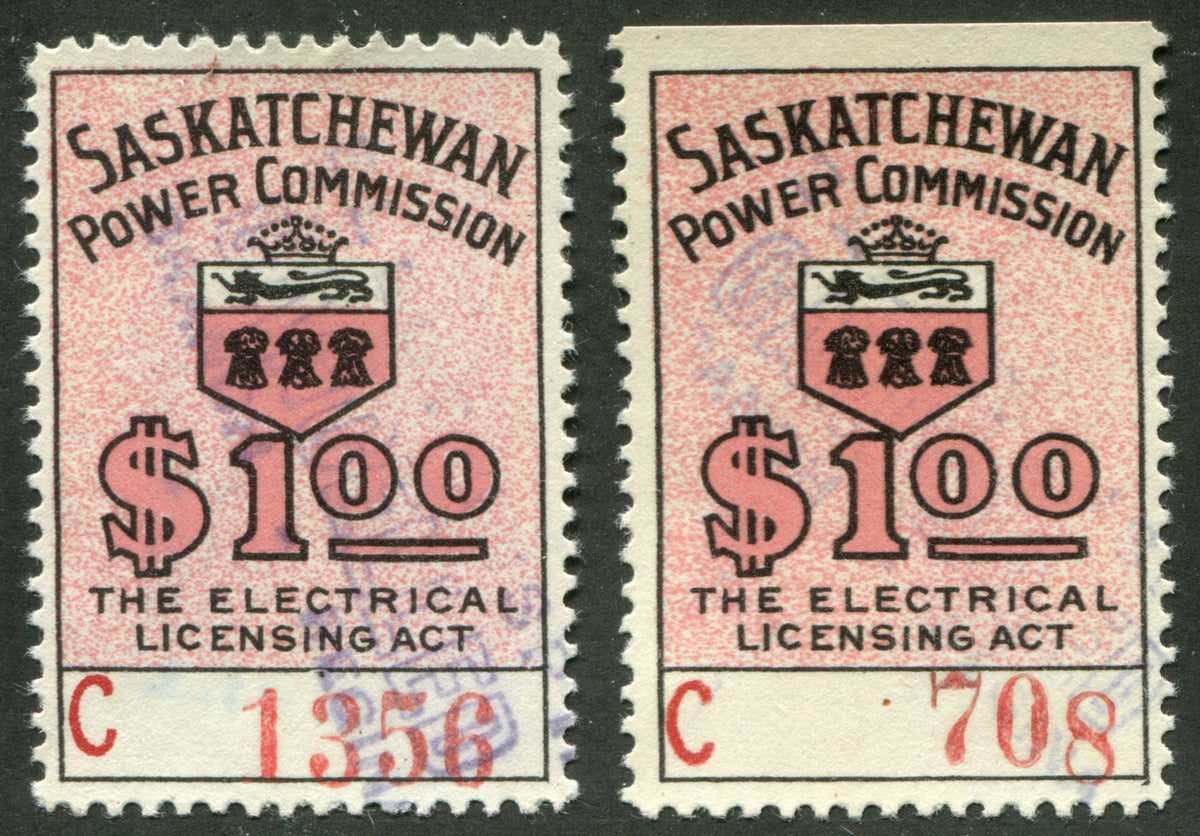 SASKATCHEWAN
POWER COMMISSION
$1.00
THE ELECTRICAL
LICENSING ACT
C 1356
SASKATCHEWAN
POWER COMMISSION
$1.00
THE ELECTRICAL
LICENSING ACT
C 708